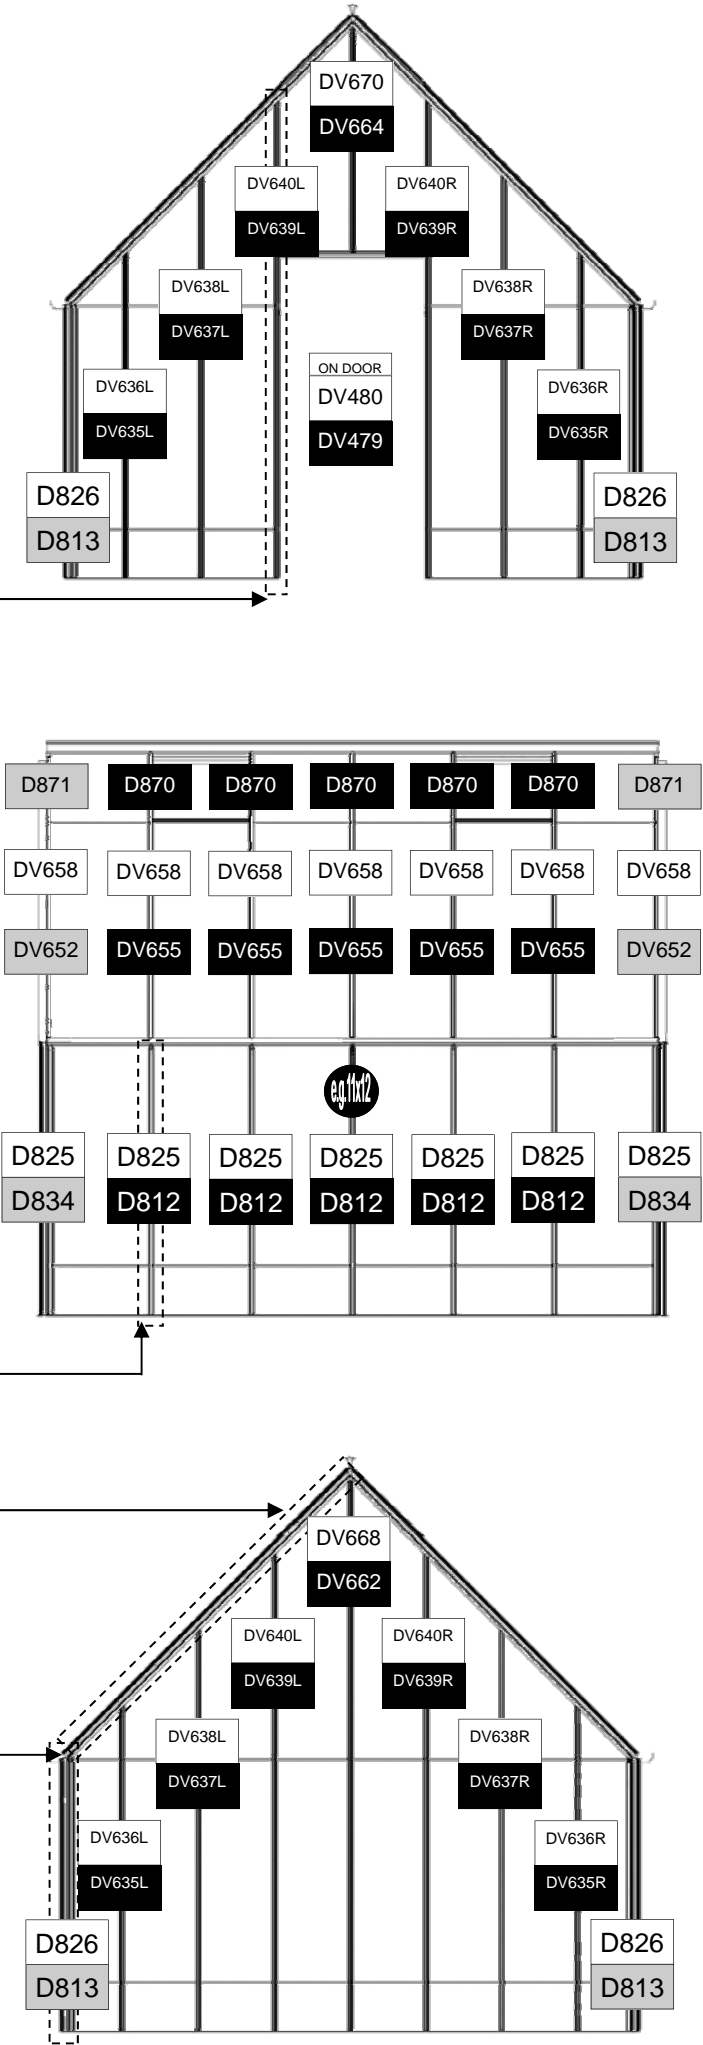 DV670
DV664
DV640L DV640R
DV639L DV639R
DV638L DV638R
DV637L DV637R
ON DOOR
DV480
DV479
DV636L DV636R
DV635L DV635R
D826 D826
D813 D813
D871 D870 D870 D870 D870 D870 D871
DV658 DV658 DV658 DV658 DV658 DV658 DV658
DV652 DV655 DV655 DV655 DV655 DV655 DV652
e.g.11x12
D825 D825 D825 D825 D825 D825 D825
D834 D812 D812 D812 D812 D812 D834
DV668
DV662
DV640L DV640R
DV639L DV639R
DV638L DV638R
DV637L DV637R
DV636L DV636R
DV635L DV635R
D826 D826
D813 D813